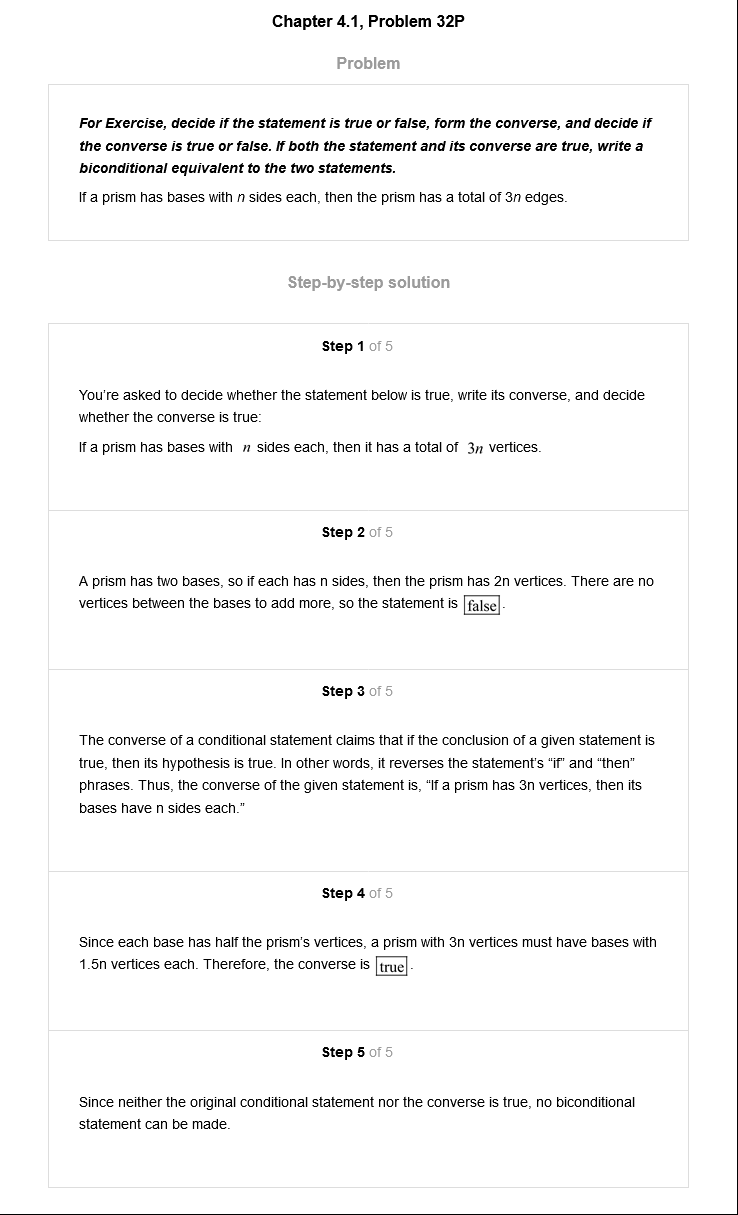 Chapter 4.1, Problem 32P
Problem
For Exercise, decide if the statement is true or false, form the converse, and decide if
the converse is true or false. If both the statement and its converse are true, write a
biconditional equivalent to the two statements.
If a prism has bases with n sides each, then the prism has a total of 3n edges.
Step-by-step solution
Step 1 of 5
You're asked to decide whether the statement below is true, write its converse, and decide
whether the converse is true:
If a prism has bases with n sides each, then it has a total of 3n vertices.
Step 2 of 5
A prism has two bases, so if each has n sides, then the prism has 2n vertices. There are no
vertices between the bases to add more, so the statement is false.
Step 3 of 5
The converse of a conditional statement claims that if the conclusion of a given statement is
true, then its hypothesis is true. In other words, it reverses the statement's “if” and “then”
phrases. Thus, the converse of the given statement is, “If a prism has 3n vertices, then its
bases have n sides each.”
Step 4 of 5
Since each base has half the prism's vertices, a prism with 3n vertices must have bases with
1.5n vertices each. Therefore, the converse is true.
Step 5 of 5
Since neither the original conditional statement nor the converse is true, no biconditional
statement can be made.